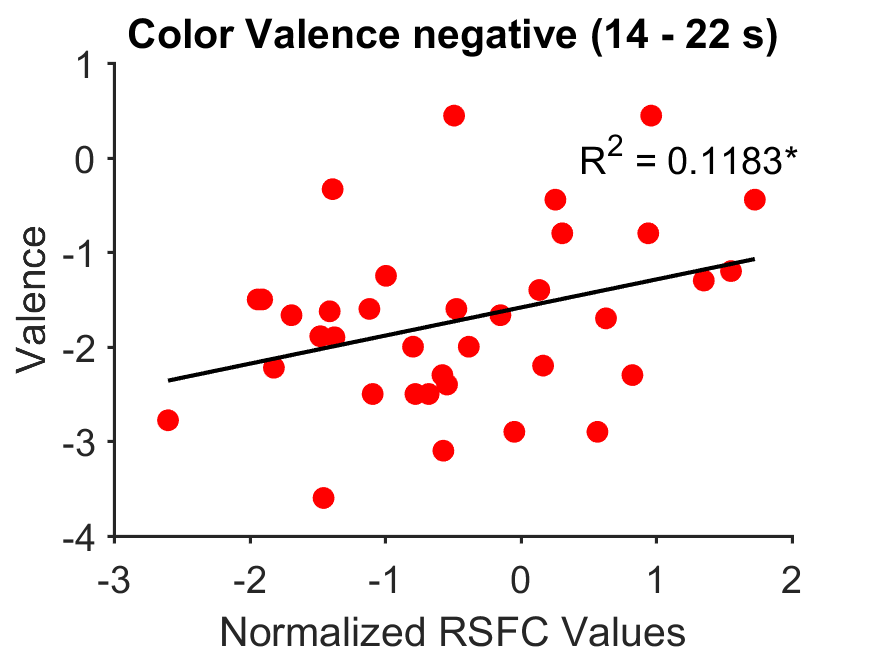 Color Valence negative (14 - 22 s)
1
0
-1
-2
-3
-4
Valence
R² = 0.1183*
-3 -2 -1 0 1 2
Normalized RSFC Values